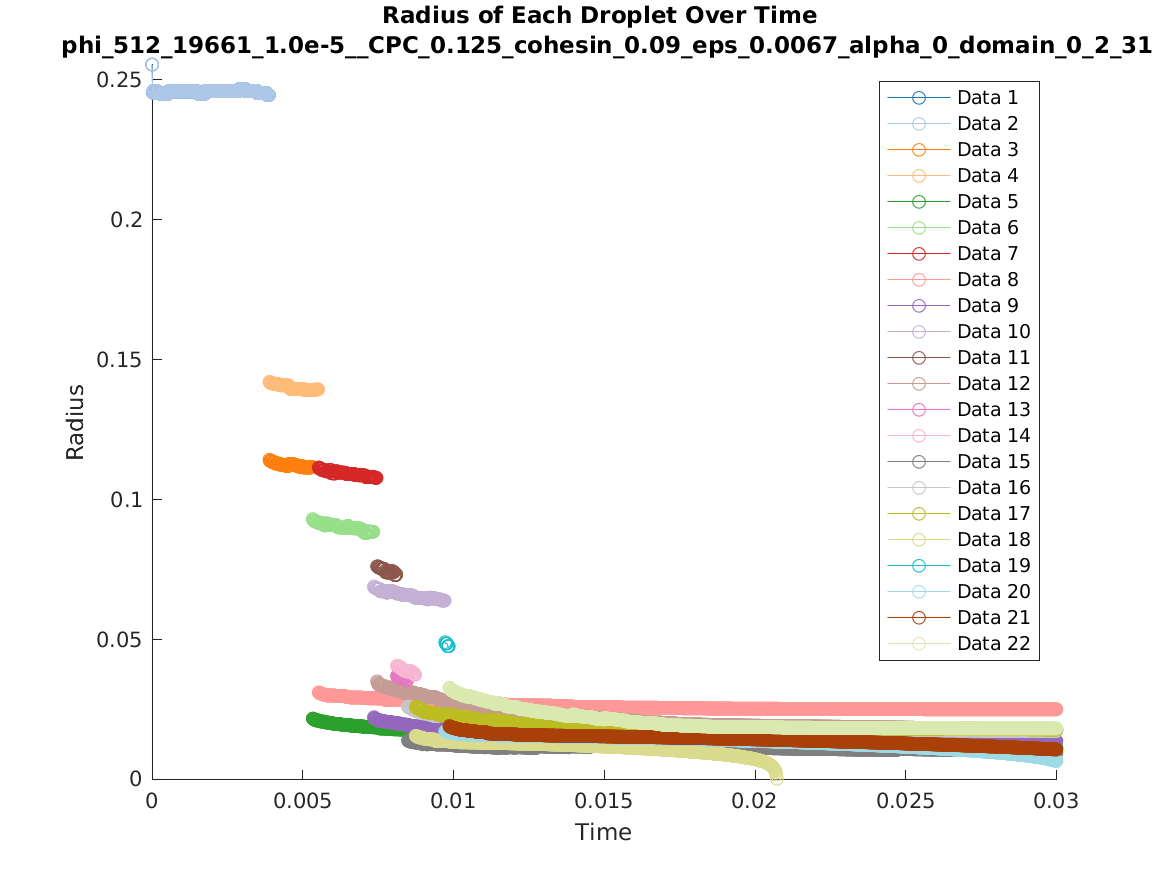 Radius of Each Droplet Over Time
phi_512_19661_1.0e-5__CPC_0.125_cohesin_0.09_eps_0.0067_alpha_0_domain_0_2_31
0.25
0.2
0.15
0.1
0.05
0
Radius
0
0.005
0.01
0.015
0.02
0.025
0.03
Time
Data 1
Data 2
Data 3
Data 4
Data 5
Data 6
Data 7
Data 8
Data 9
Data 10
Data 11
Data 12
Data 13
Data 14
Data 15
Data 16
Data 17
Data 18
Data 19
Data 20
Data 21
Data 22